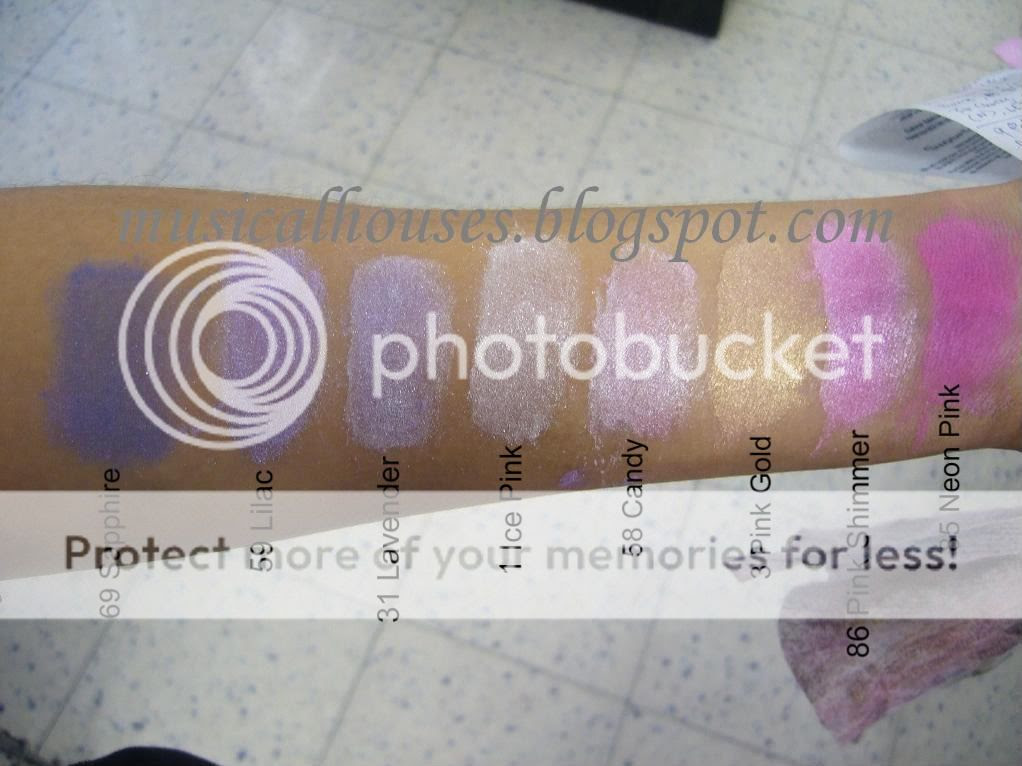 musicalhouses.blogspot.com
photobucket
Protect more of your memories for less!
69 Sapphire
59 Lilac
31 Lavender
1 Ice Pink
58 Candy
3 Pink Gold
86 Pink Shimmer
Neon Pink